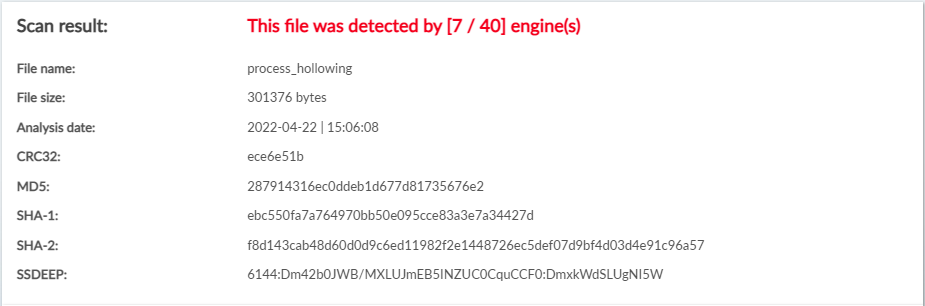 Scan result: This file was detected by [7 / 40] engine(s)
File name: process_hollowing
File size: 301376 bytes
Analysis date: 2022-04-22 | 15:06:08
CRC32: ece6e51b
MD5: 287914316ec0ddeb1d677d81735676e2
SHA-1: ebc550fa7a764970bb50e095cce83a3e7a34427d
SHA-2: f8d143cab48d60d0d9c6ed11982f2e1448726ec5def07d9bf4d03d4e91c96a57
SSDEEP: 6144:Dm42b0JWB/MXLUJmEB5INZUC0CquCCF0:DmxkWdSLUgNI5W